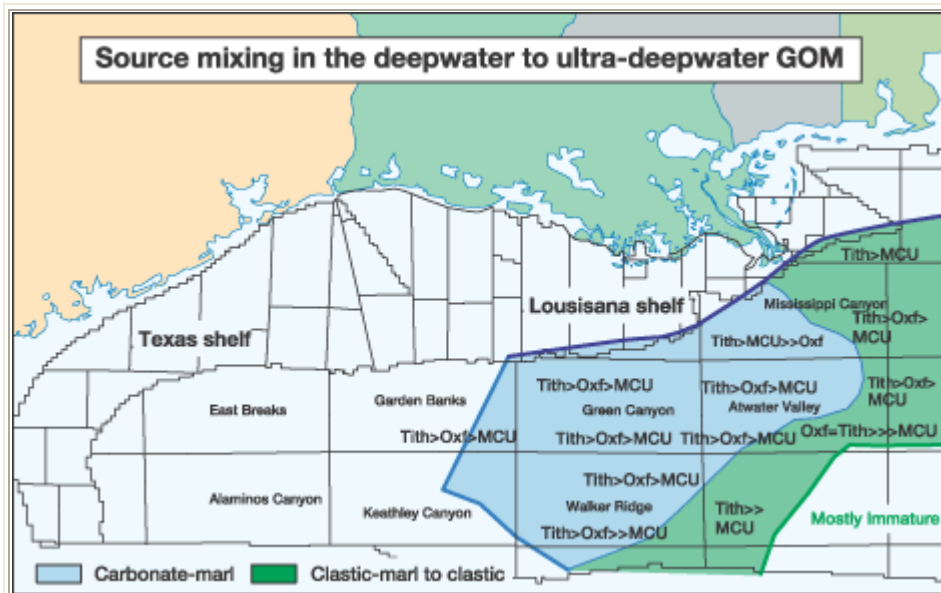 Source mixing in the deepwater to ultra-deepwater GOM
Tith>MCU
Lousisana shelf
Mississippi Canyon
Tith>Oxf>
MCU
Texas shelf
Tith>MCU>>Oxf
Tith>Oxf>MCU
Tith>Oxf>MCU
Tith>Oxf>
MCU
East Breaks
Garden Banks
Green Canyon
Atwater Valley
Tith>Oxf>MCU
Tith>Oxf>MCU
Tith>Oxf>MCU
Oxf=Tith>>>MCU
Tith>Oxf>MCU
Alaminos Canyon
Keathley Canyon
Walker Ridge
Tith>>
MCU
Mostly Immature
Tith>Oxf>>MCU
Carbonate-marl
Clastic-marl to clastic